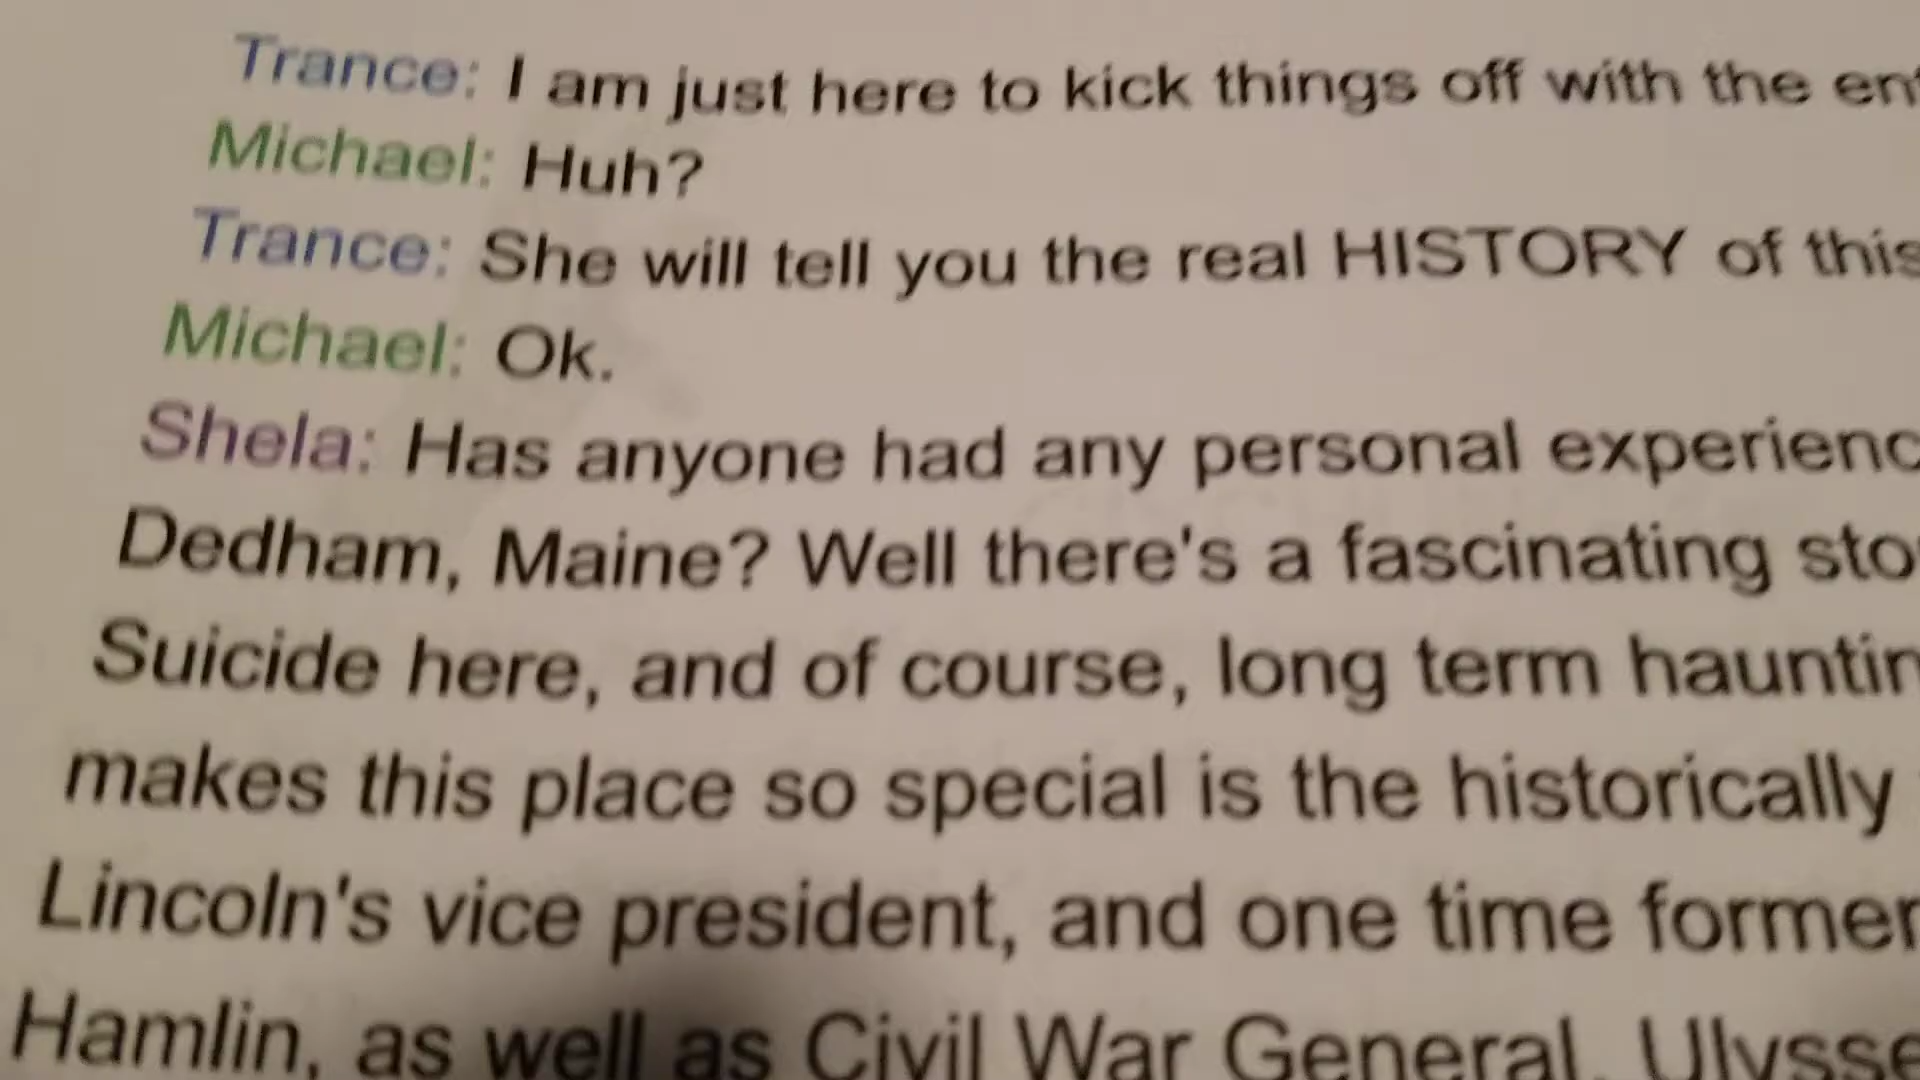 Trance: I am just here to kick things off with the
Michael: Huh?
Trance: She will tell you the real HISTORY of this
Michael: Ok.
Shela: Has anyone had any personal
Dedham, Maine? Well there's a fascinating
Suicide here, and of course, long term
makes this place so special is the historically
Lincoln's vice president, and one time former
Hamlin, as well as Civil War General,